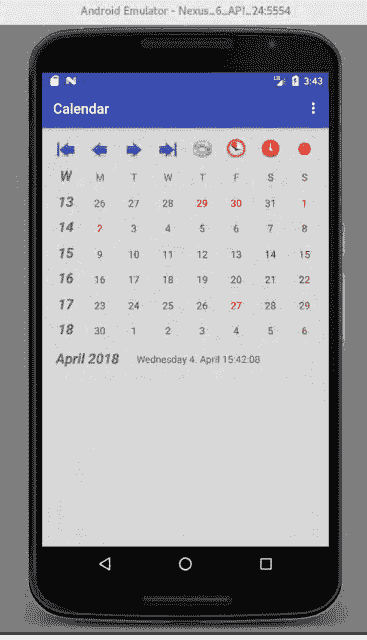 Android Emulator - Nexus_6_API_24:5554
3:43
Calendar
W M T W T F S S
13 26 27 28 29 30 31 1
14 2 3 4 5 6 7 8
15 9 10 11 12 13 14 15
16 16 17 18 19 20 21 22
17 23 24 25 26 27 28 29
18 30 1 2 3 4 5 6
April 2018 Wednesday 4. April 15:42:08